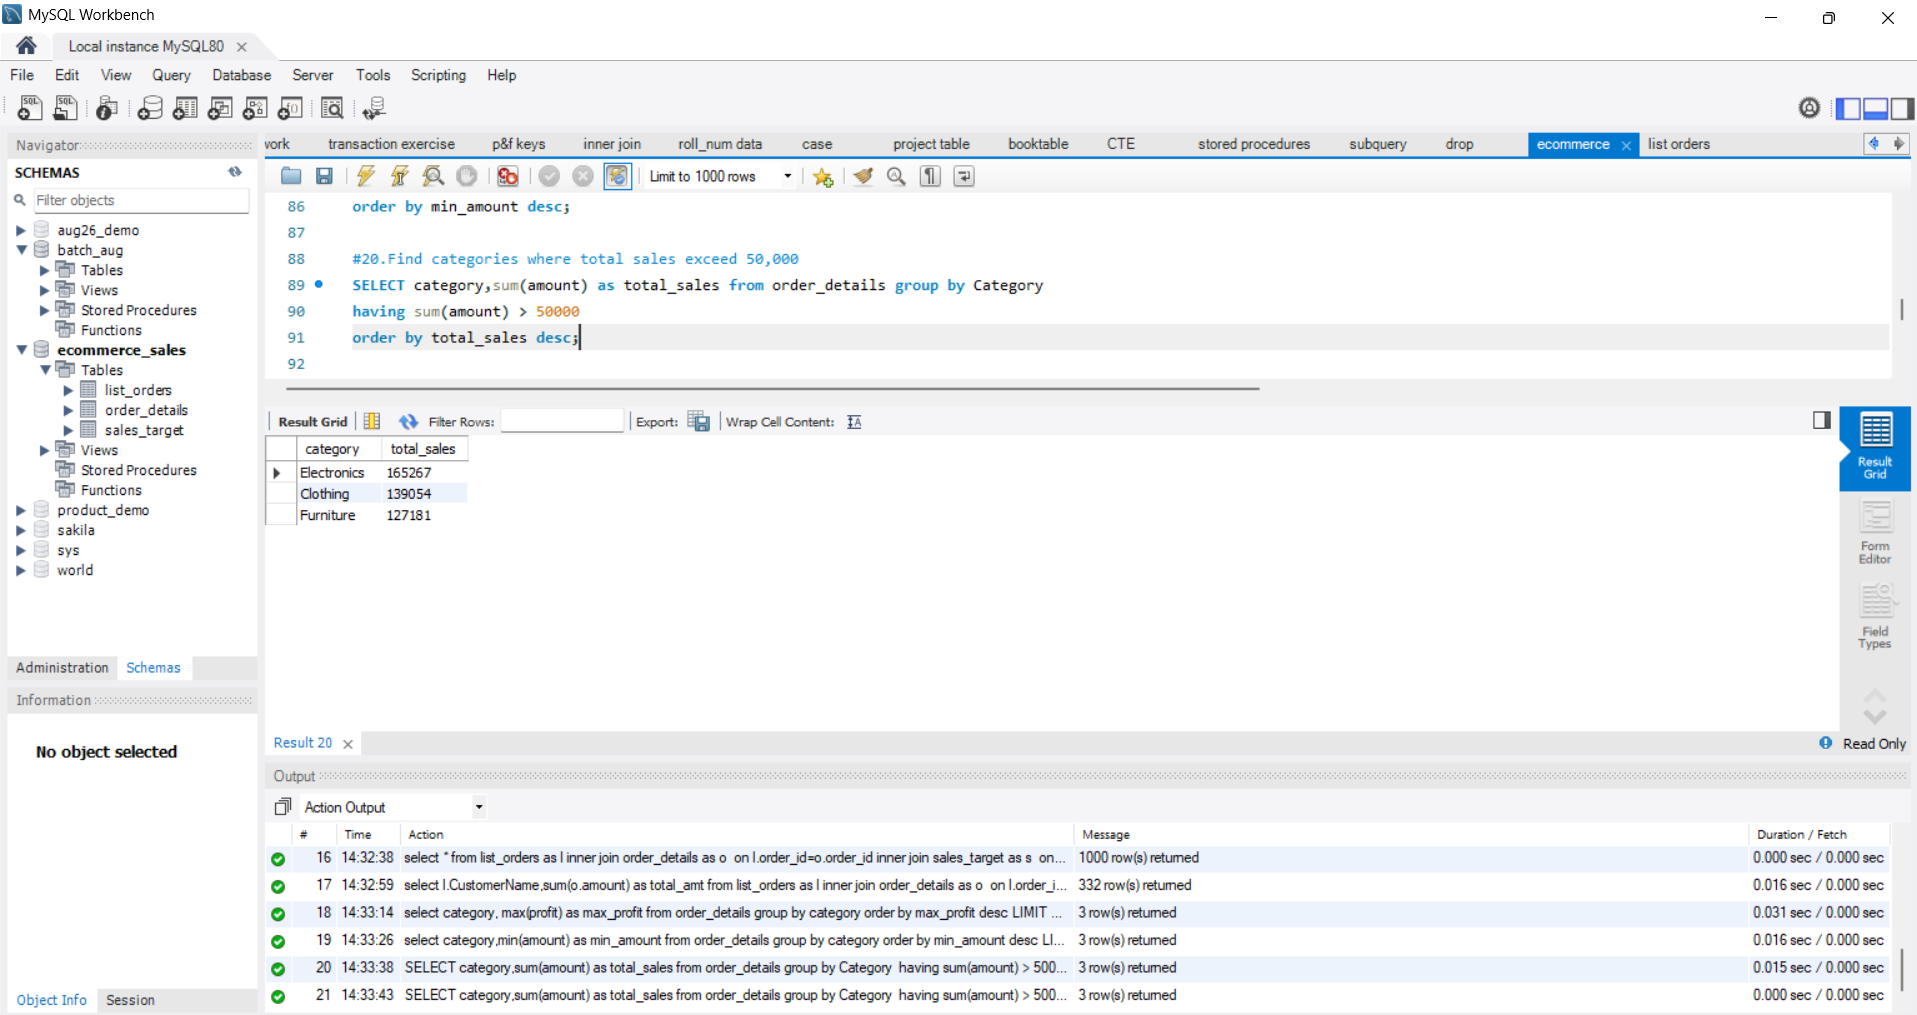 MySQL Workbench
Local instance MySQL80
File Edit View Query Database Server Tools Scripting Help
Navigator
SCHEMAS
Filter objects
aug26_demo
batch_aug
Tables
Views
Stored Procedures
Functions
ecommerce_sales
Tables
list_orders
order_details
sales_target
Views
Stored Procedures
Functions
product_demo
sakila
sys
world
Administration Schemas
Information
No object selected
Object Info Session
work transaction exercise p&f keys inner join roll_num data case project table booktable CTE stored procedures subquery drop ecommerce list orders
Limit to 1000 rows
86 order by min_amount desc;
87
88 #20.Find categories where total sales exceed 50,000
89 SELECT category,sum(amount) as total_sales from order_details group by Category
90 having sum(amount) > 50000
91 order by total_sales desc;
92
Result Grid Filter Rows: Export: Wrap Cell Content:
category total_sales
Electronics 165267
Clothing 139054
Furniture 127181
Result Grid
Form Editor
Field Types
Result 20
Read Only
Output
Action Output
# Time Action Message Duration / Fetch
16 14:32:38 select * from list_orders as l inner join order_details as o on l.order_id=o.order_id inner join sales_target as s on... 1000 row(s) returned 0.000 sec / 0.000 sec
17 14:32:59 select l.CustomerName,sum(o.amount) as total_amt from list_orders as l inner join order_details as o on l.order_i... 332 row(s) returned 0.016 sec / 0.000 sec
18 14:33:14 select category, max(profit) as max_profit from order_details group by category order by max_profit desc LIMIT ... 3 row(s) returned 0.031 sec / 0.000 sec
19 14:33:26 select category,min(amount) as min_amount from order_details group by category order by min_amount desc LI... 3 row(s) returned 0.016 sec / 0.000 sec
20 14:33:38 SELECT category,sum(amount) as total_sales from order_details group by Category having sum(amount) > 500... 3 row(s) returned 0.015 sec / 0.000 sec
21 14:33:43 SELECT category,sum(amount) as total_sales from order_details group by Category having sum(amount) > 500... 3 row(s) returned 0.000 sec / 0.000 sec